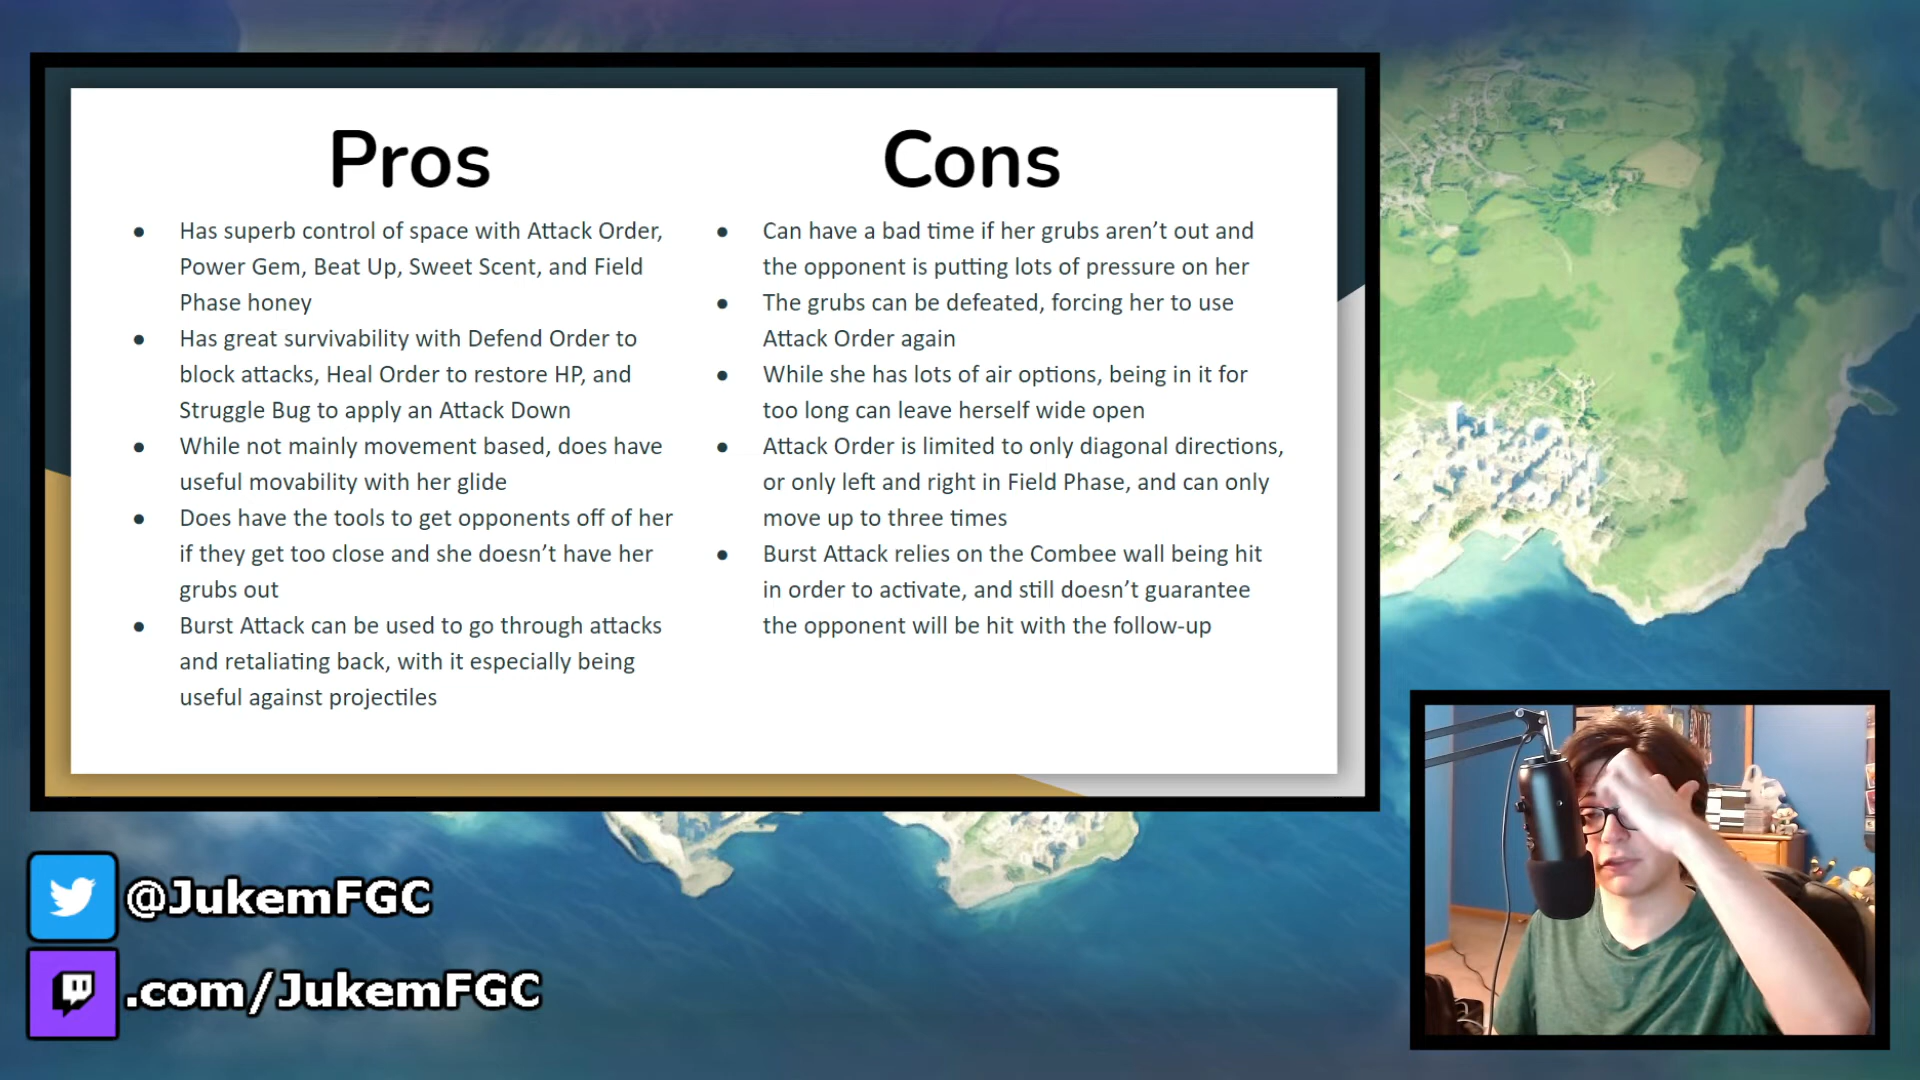 Pros
• Has superb control of space with Attack Order,
Power Gem, Beat Up, Sweet Scent, and Field
Phase honey
• Has great survivability with Defend Order to
block attacks, Heal Order to restore HP, and
Struggle Bug to apply an Attack Down
• While not mainly movement based, does have
useful movability with her glide
• Does have the tools to get opponents off of her
if they get too close and she doesn’t have her
grubs out
• Burst Attack can be used to go through attacks
and retaliating back, with it especially being
useful against projectiles
Cons
• Can have a bad time if her grubs aren’t out and
the opponent is putting lots of pressure on her
• The grubs can be defeated, forcing her to use
Attack Order again
• While she has lots of air options, being in it for
too long can leave herself wide open
• Attack Order is limited to only diagonal directions,
or only left and right in Field Phase, and can only
move up to three times
• Burst Attack relies on the Combee wall being hit
in order to activate, and still doesn’t guarantee
the opponent will be hit with the follow-up
@JukemFGC
.com/JukemFGC